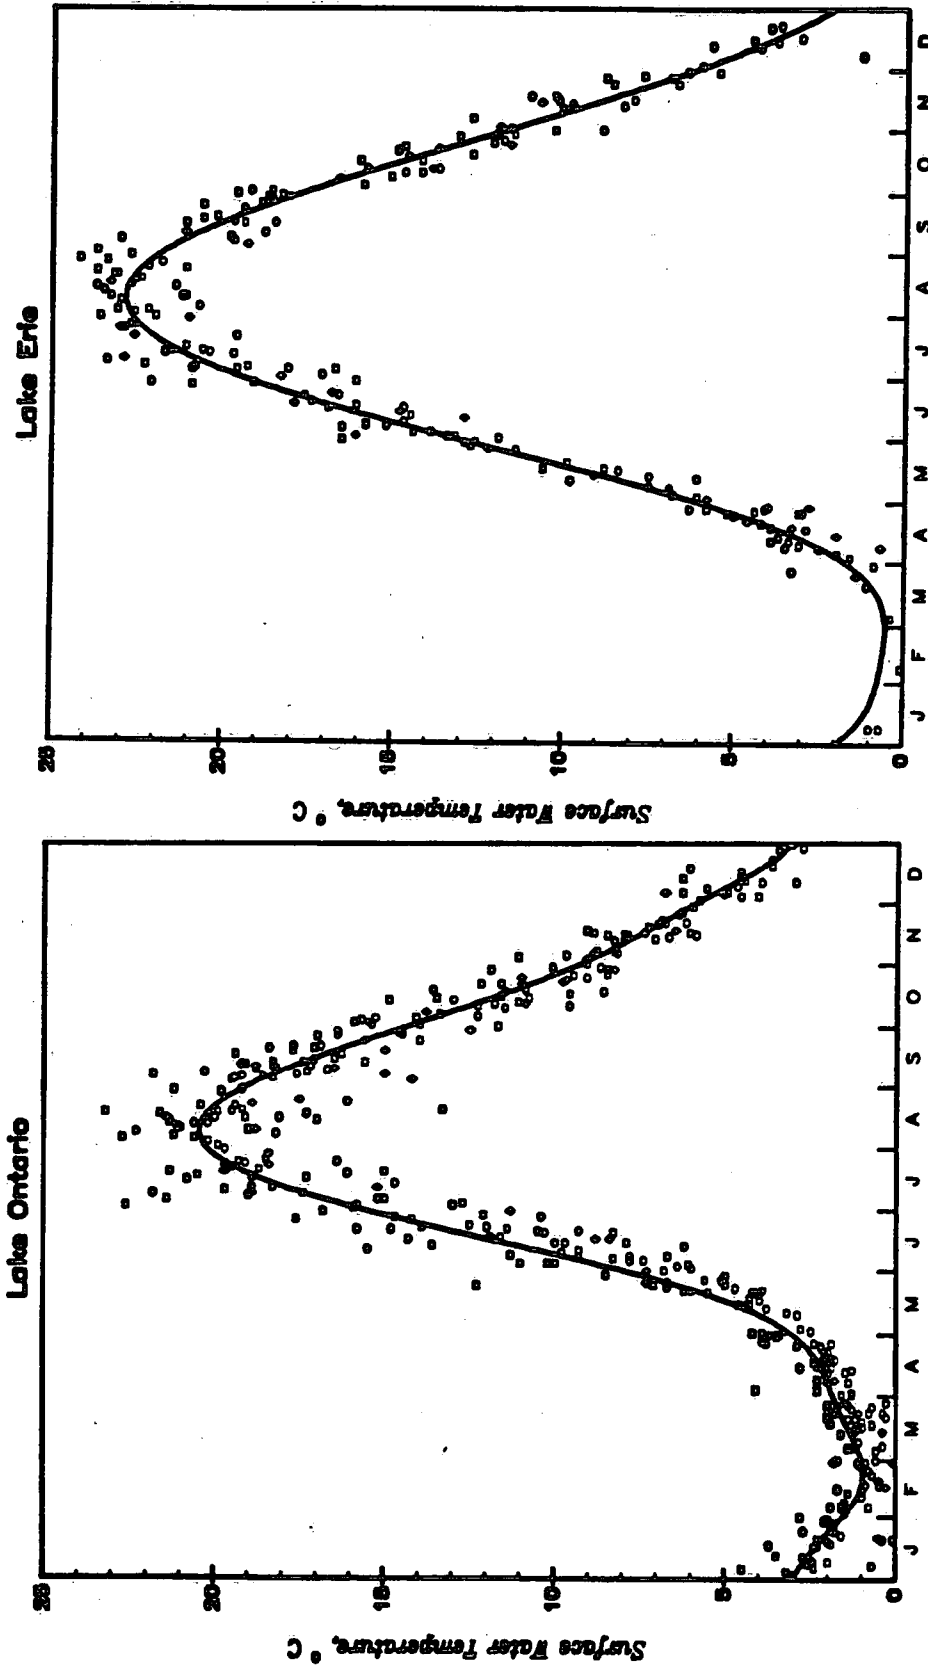 Lake Ontario
Surface Water Temperature, °C
25
20
15
10
5
0
J F M A M J J A S O N D
Lake Erie
Surface Water Temperature, °C
25
20
15
10
5
0
J F M A M J J A S O N D